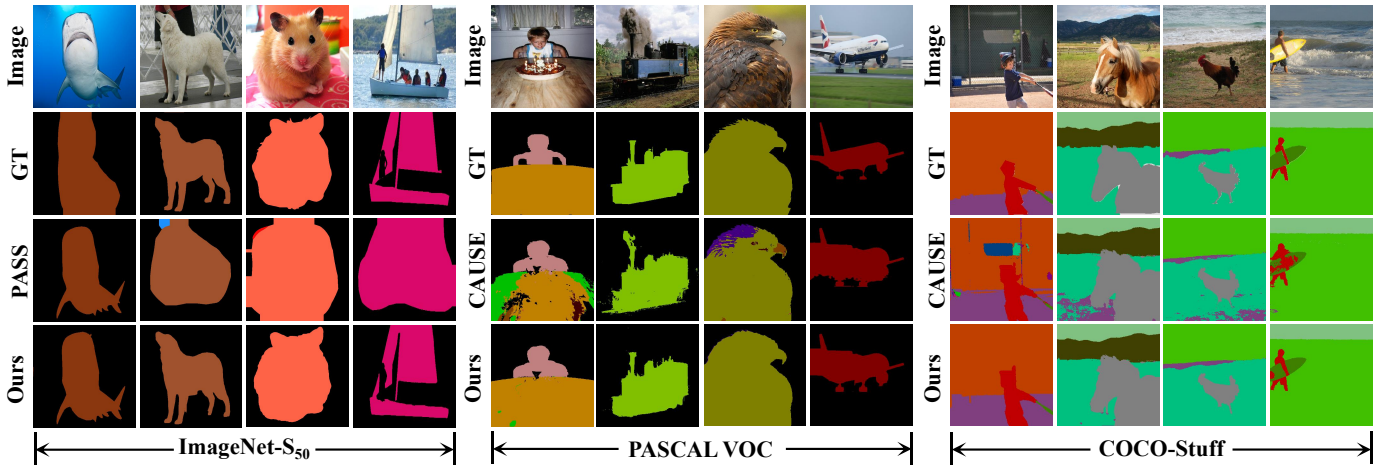 Image
GT
PASS
Ours
ImageNet-S50
Image
GT
CAUSE
Ours
PASCAL VOC
Image
GT
CAUSE
Ours
COCO-Stuff